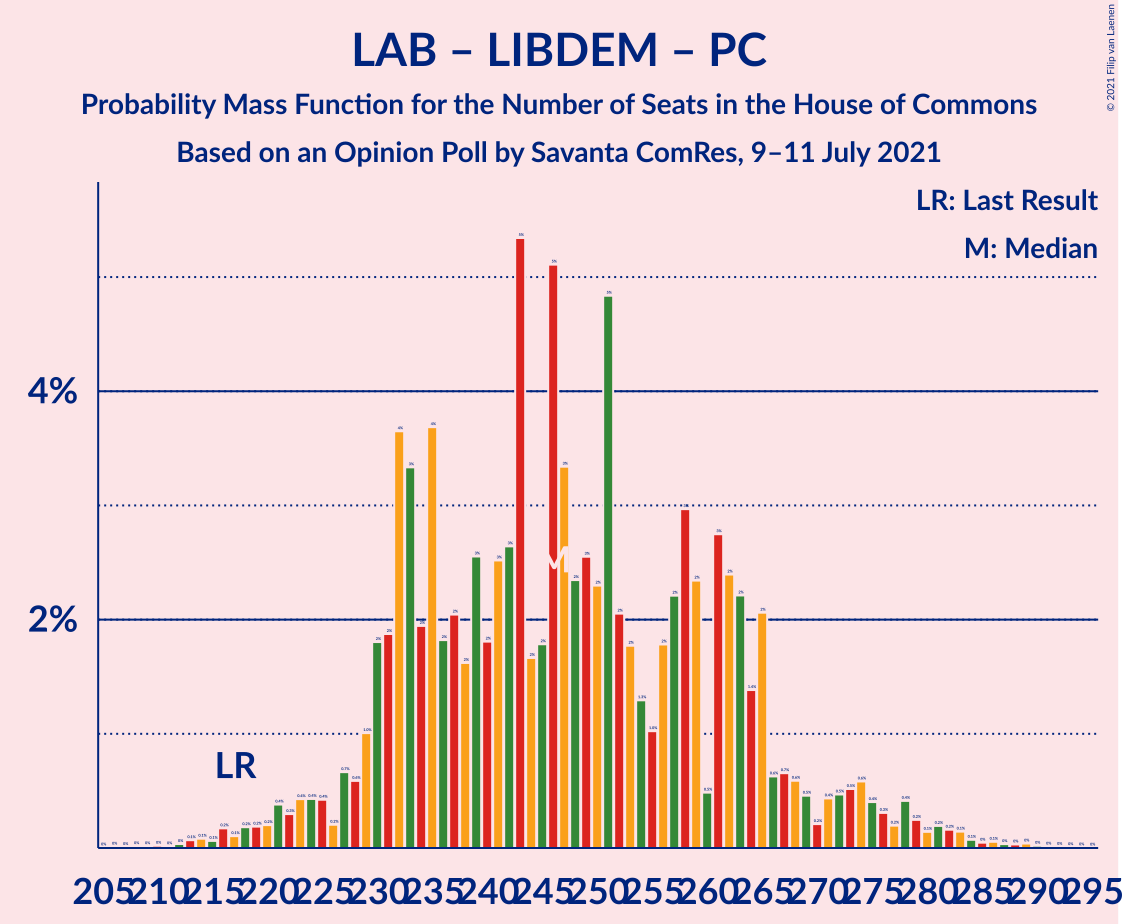 © 2021 Filip van Laenen
LAB – LIBDEM – PC
Probability Mass Function for the Number of Seats in the House of Commons
Based on an Opinion Poll by Savanta ComRes, 9–11 July 2021
LR: Last Result
M: Median
4%
2%
M
LR
205 210 215 220 225 230 235 240 245 250 255 260 265 270 275 280 285 290 295